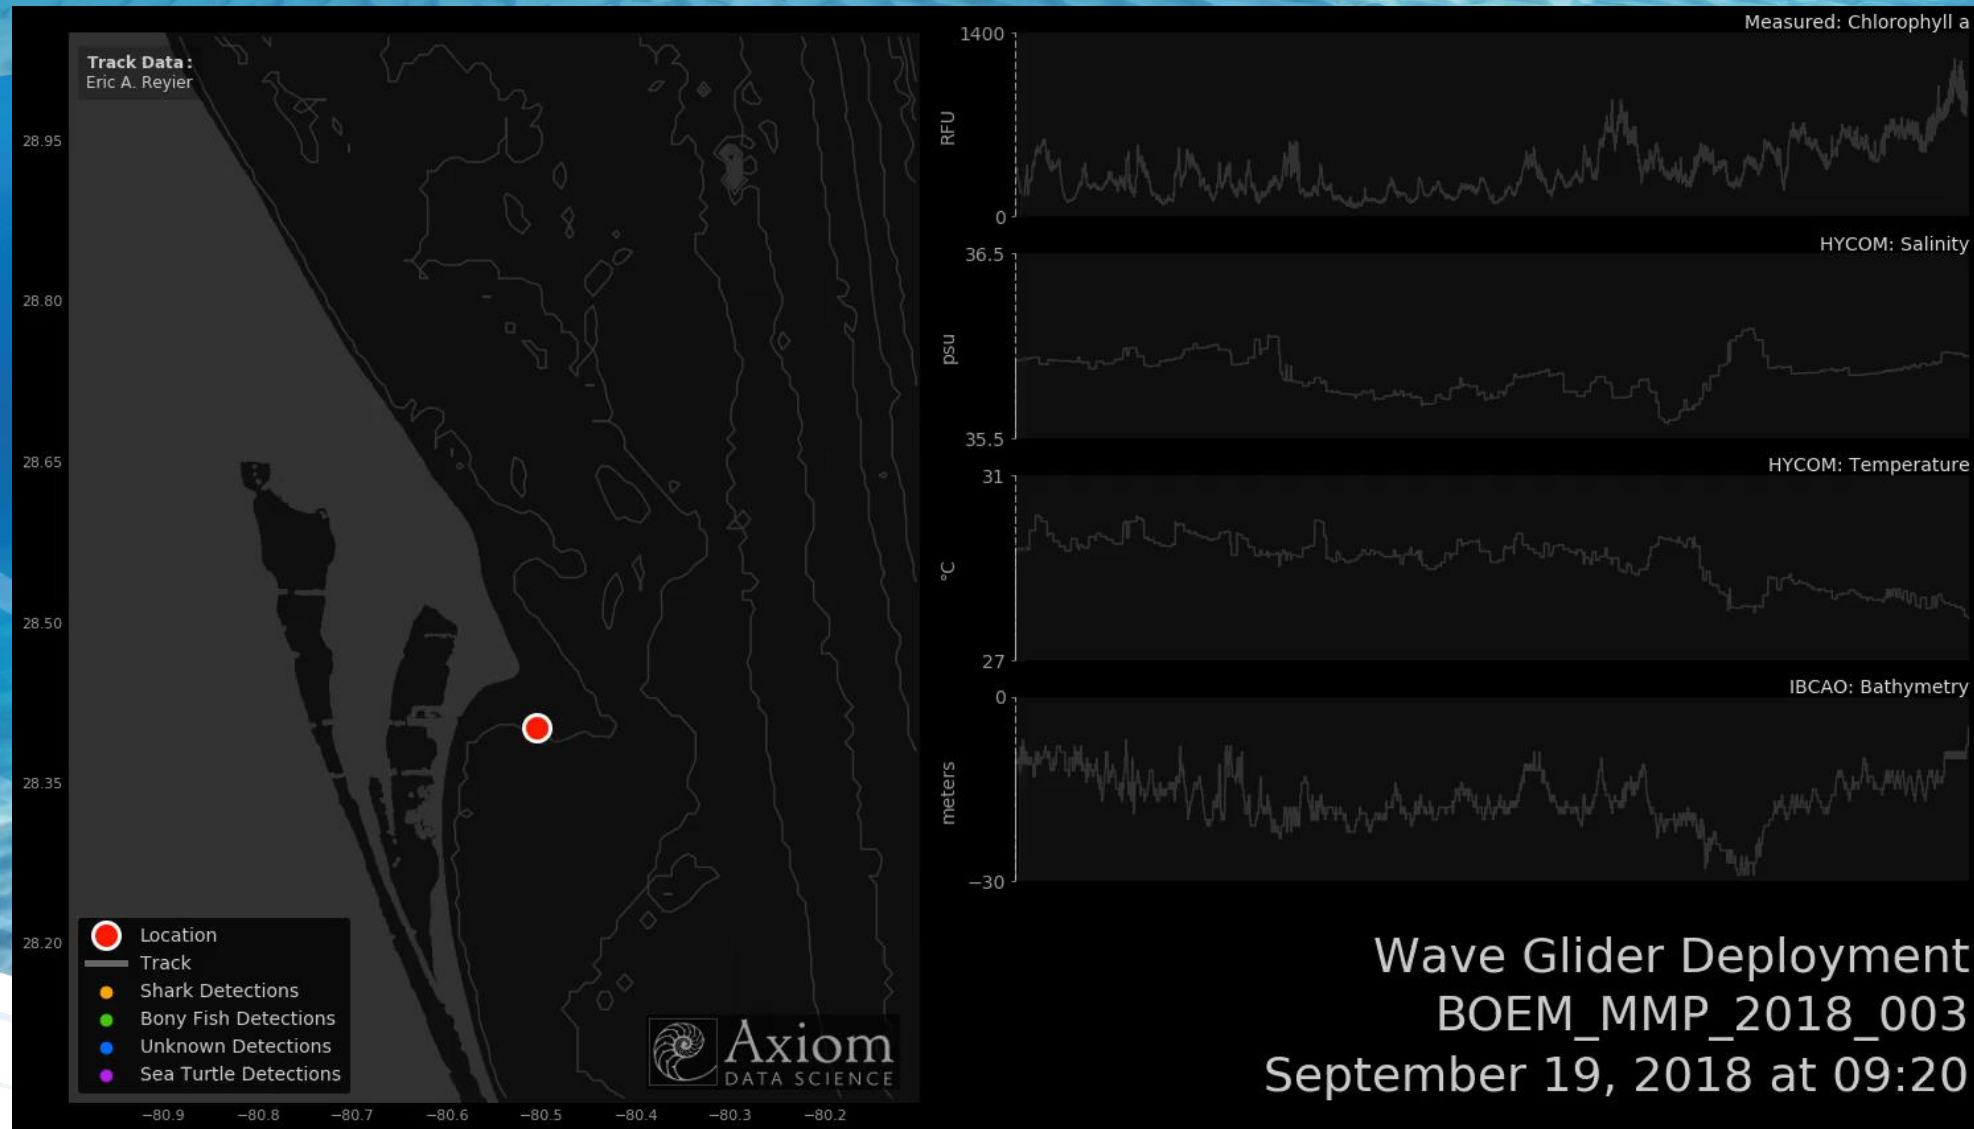 Track Data:
Eric A. Reyier
28.95
28.80
28.65
28.50
28.35
28.20
Location
Track
Shark Detections
Bony Fish Detections
Unknown Detections
Sea Turtle Detections
Axiom
DATA SCIENCE
−80.9 −80.8 −80.7 −80.6 −80.5 −80.4 −80.3 −80.2
Measured: Chlorophyll a
1400
RFU
0
HYCOM: Salinity
36.5
psu
35.5
HYCOM: Temperature
31
°C
27
IBCAO: Bathymetry
0
meters
−30
Wave Glider Deployment
BOEM_MMP_2018_003
September 19, 2018 at 09:20